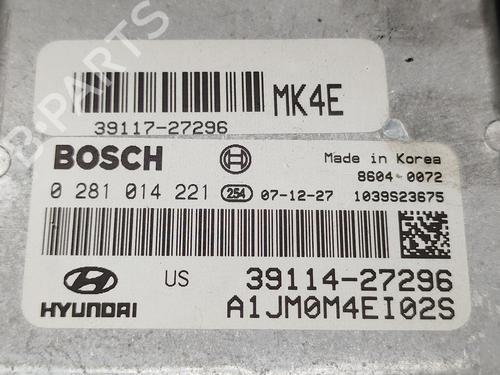 MK4E
39117-27296
BOSCH
Made in Korea
8604 0072
0 281 014 221 254 07-12-27 1039S23675
HYUNDAI
US
39114-27296
A1JM0M4EI02S
B-PARTS